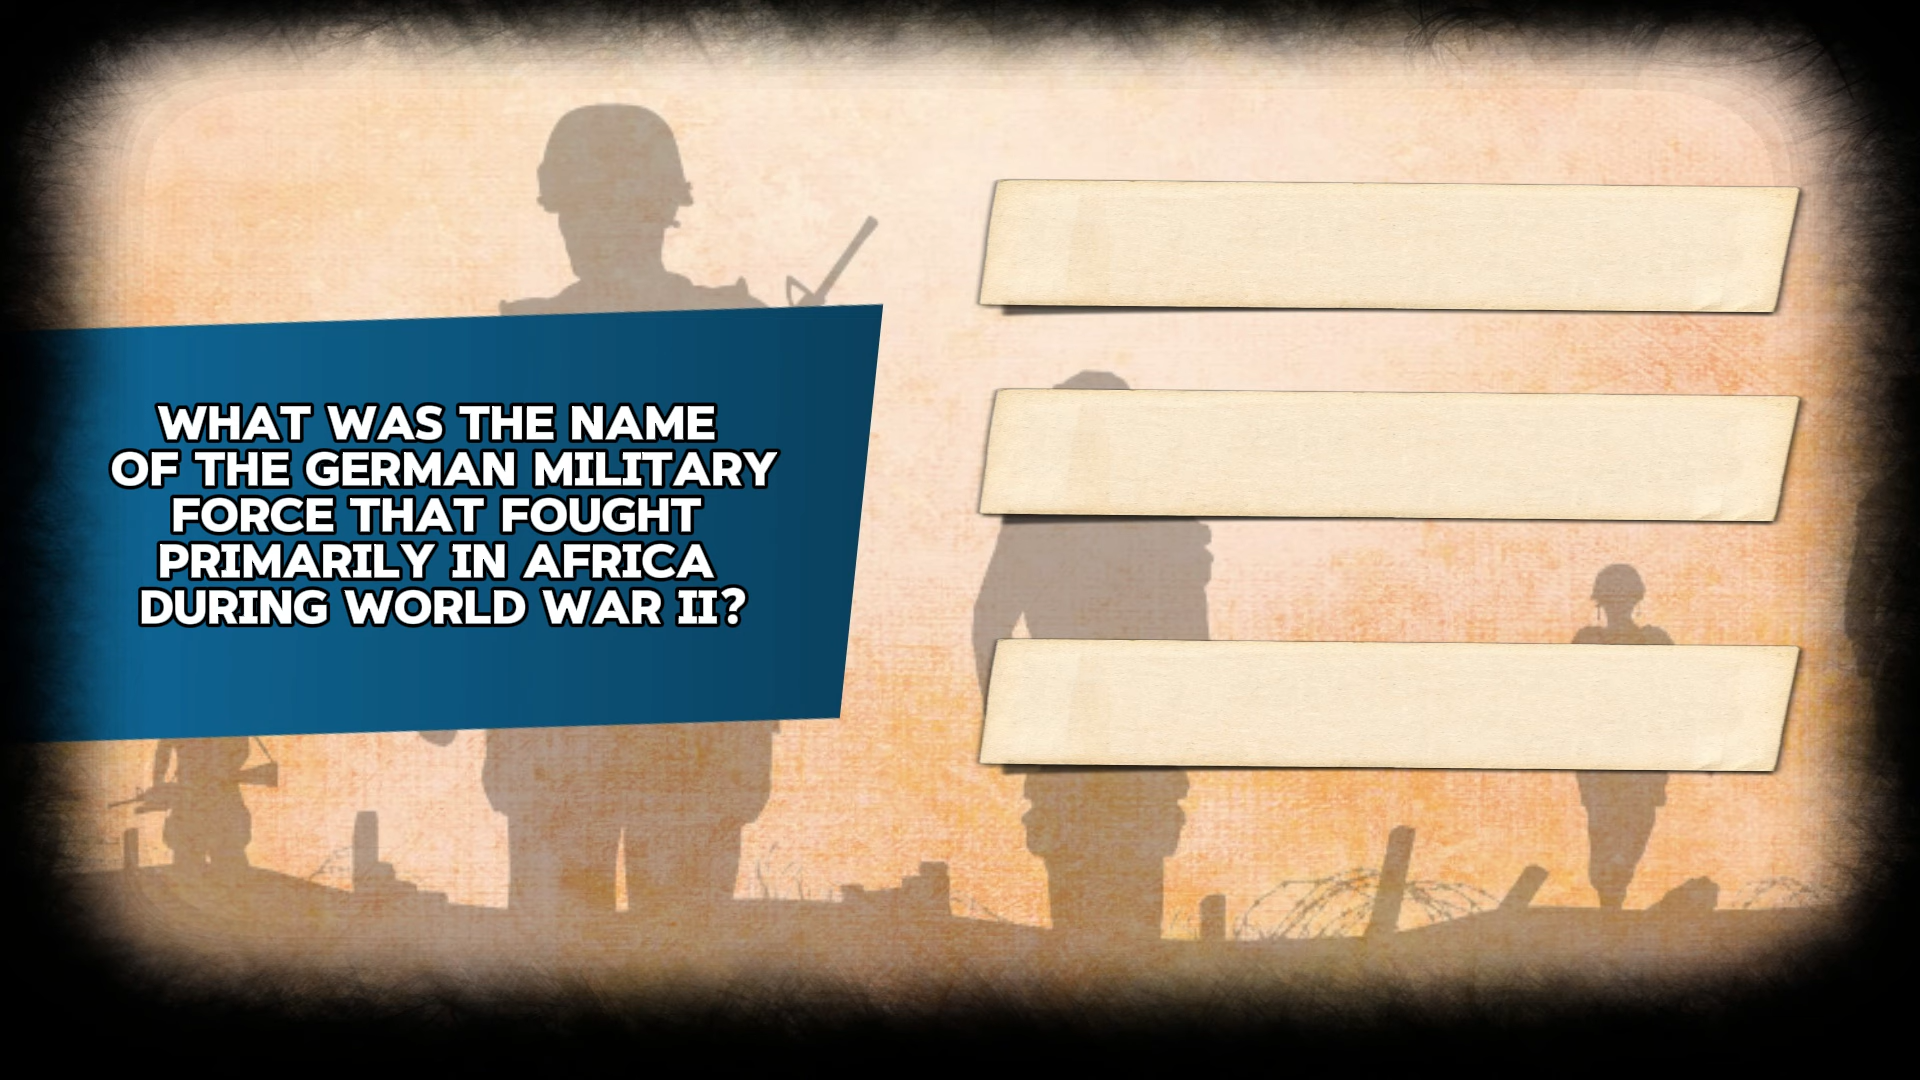 WHAT WAS THE NAME
OF THE GERMAN MILITARY
FORCE THAT FOUGHT
PRIMARILY IN AFRICA
DURING WORLD WAR II?